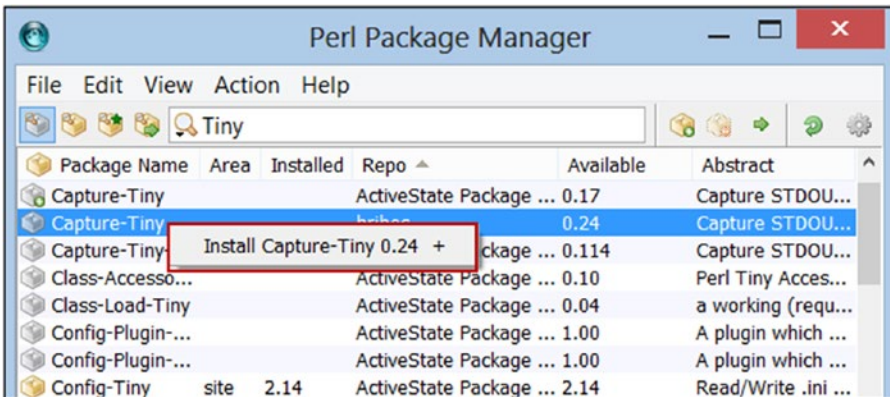 Perl Package Manager
File Edit View Action Help
Tiny
Package Name Area Installed Repo Available Abstract
Capture-Tiny ActiveState Package ... 0.17 Capture STDOU...
Capture-Tiny 0.24 Capture STDOU...
Install Capture-Tiny 0.24 +
Capture-Tiny- ckage ... 0.114 Capture STDOU...
Class-Accesso... ActiveState Package ... 0.10 Perl Tiny Acces...
Class-Load-Tiny ActiveState Package ... 0.04 a working (requ...
Config-Plugin-... ActiveState Package ... 1.00 A plugin which ...
Config-Plugin-... ActiveState Package ... 1.00 A plugin which ...
Config-Tiny site 2.14 ActiveState Package ... 2.14 Read/Write .ini ...